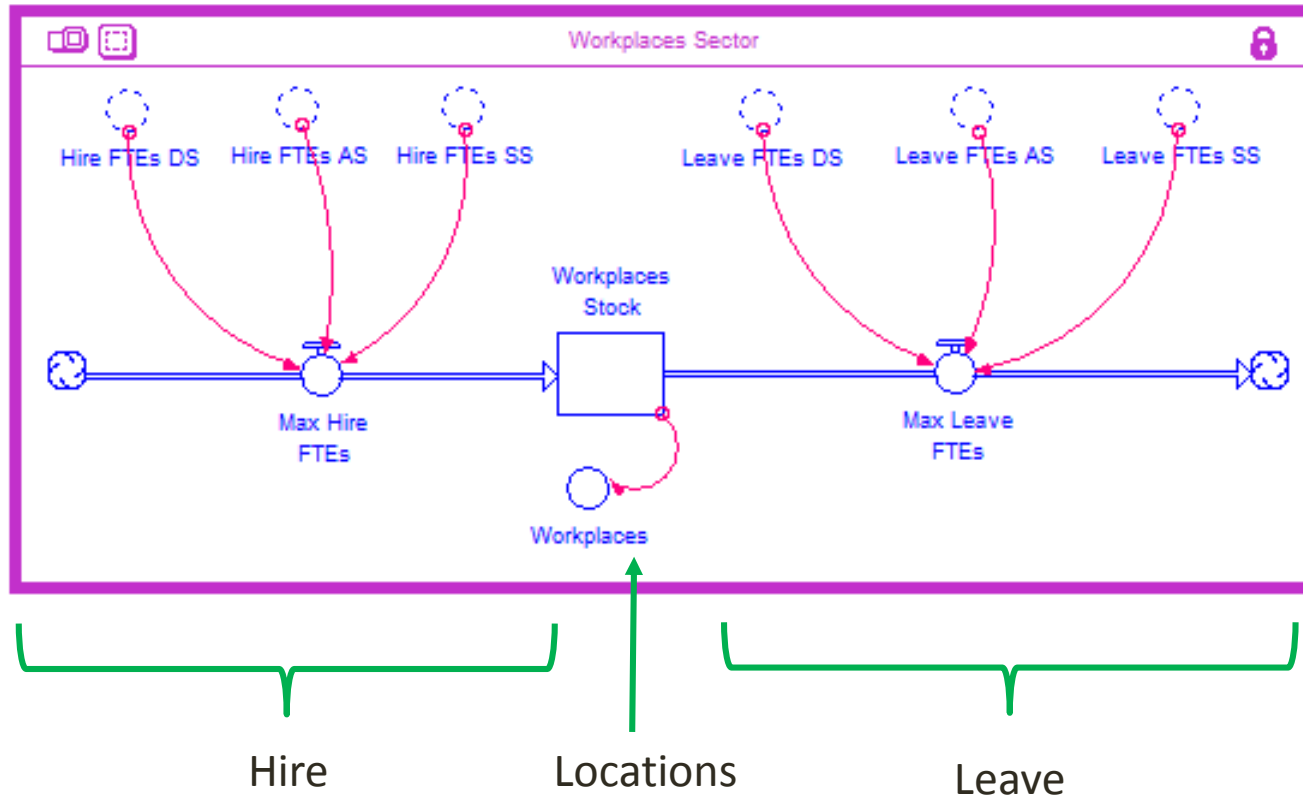 Workplaces Sector
Hire FTEs DS
Hire FTEs AS
Hire FTEs SS
Leave FTEs DS
Leave FTEs AS
Leave FTEs SS
Workplaces
Stock
Max Hire
FTEs
Max Leave
FTEs
Workplaces
Hire
Locations
Leave